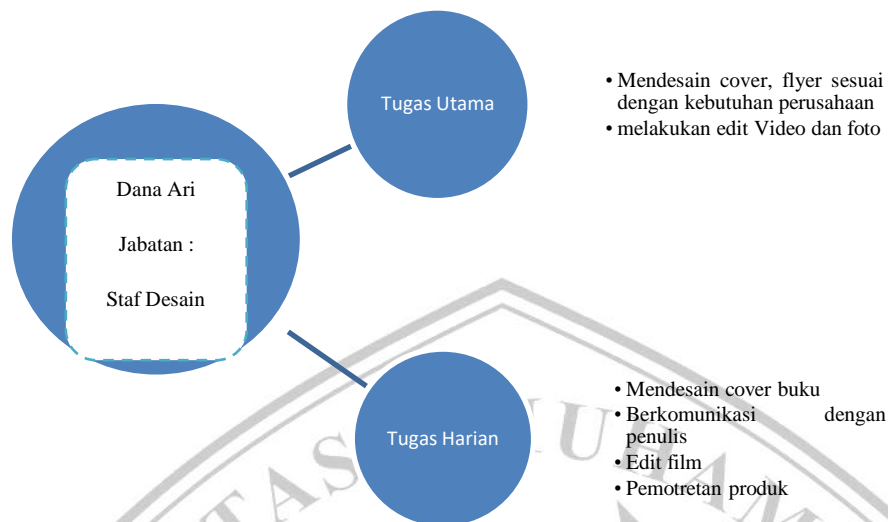 Dana Ari
Jabatan :
Staf Desain
Tugas Utama
• Mendesain cover, flyer sesuai
dengan kebutuhan perusahaan
• melakukan edit Video dan foto
Tugas Harian
• Mendesain cover buku
• Berkomunikasi dengan
penulis
• Edit film
• Pemotretan produk